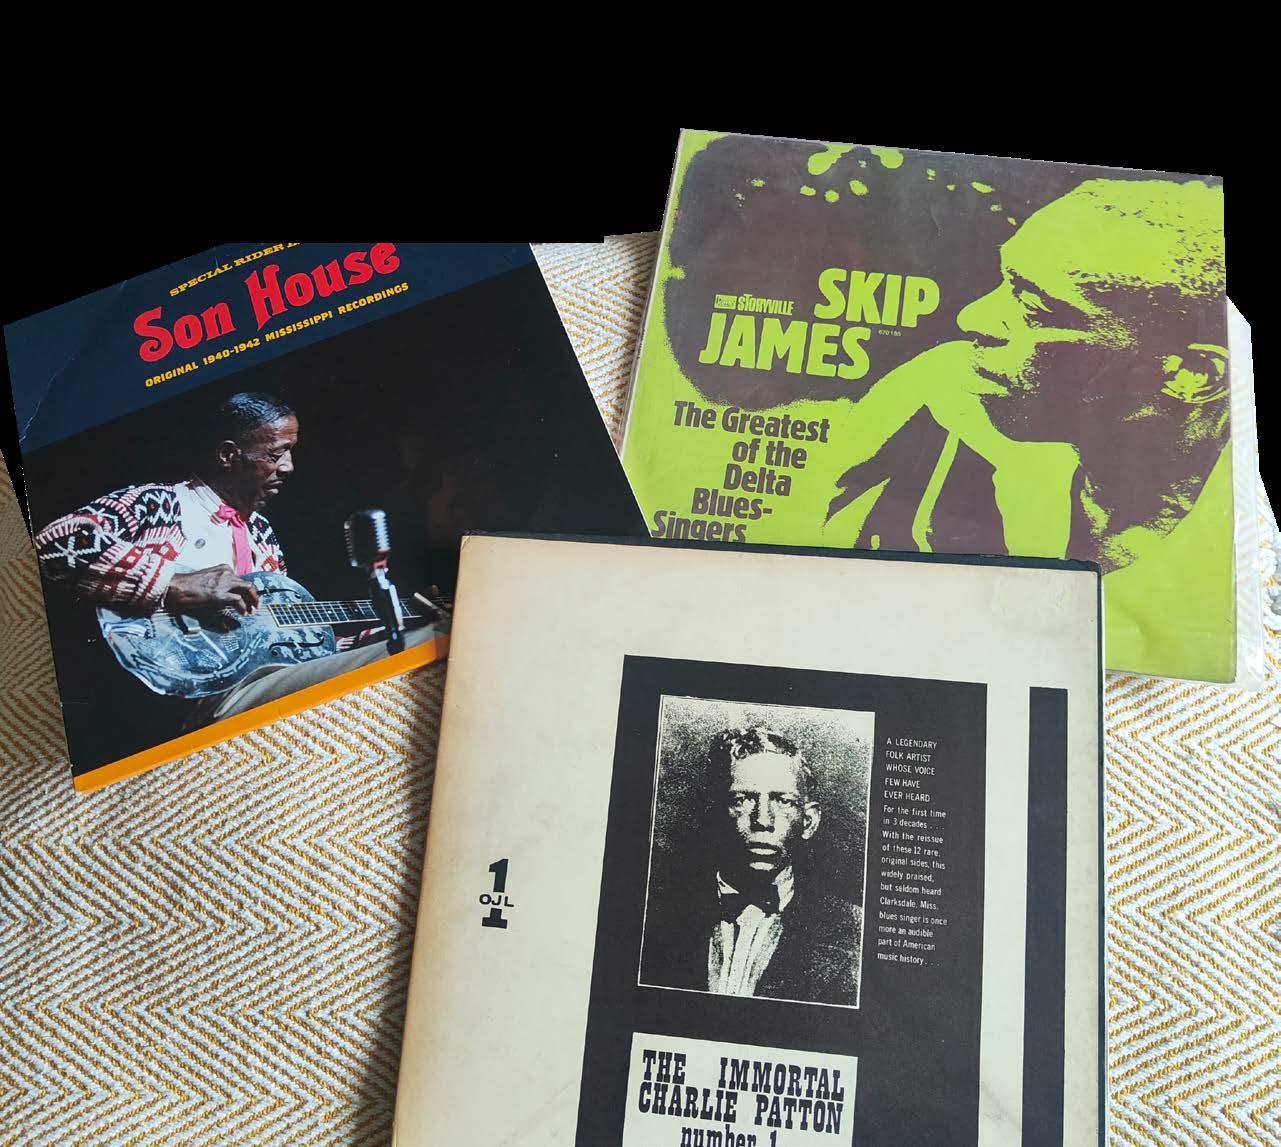 SPECIAL RIDER
Son House
ORIGINAL 1940-1942 MISSISSIPPI RECORDINGS
STORYVILLE
SKIP
JAMES
670185
The Greatest
of the
Delta
Blues-
Singers
1
OJL
A LEGENDARY
FOLK ARTIST
WHOSE VOICE
FEW HAVE
EVER HEARD
For the first time
in 3 decades . . .
With the reissue
of these 12 rare,
original sides, this
widely praised,
but seldom heard
Clarksdale, Miss.
blues singer is once
more an audible
part of American
music history . . .
THE IMMORTAL
CHARLIE PATTON
number 1